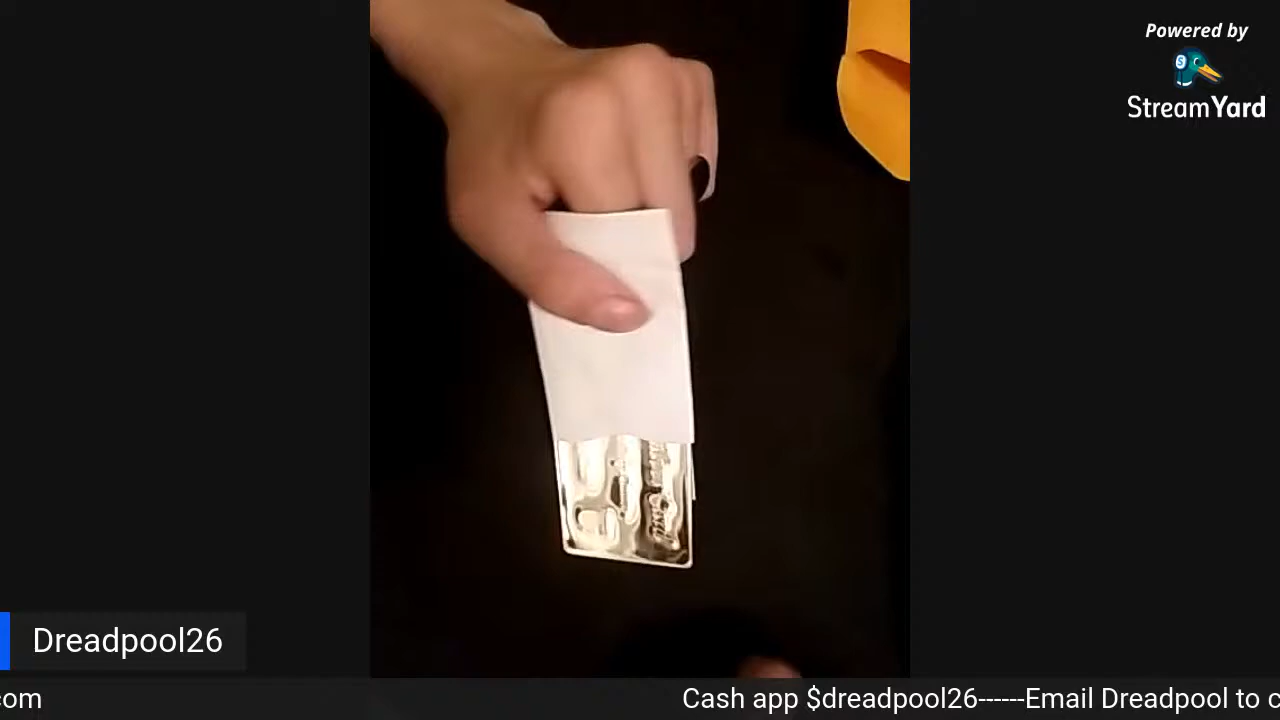 Powered by
StreamYard
Dreadpool26
com
Cash app $dreadpool26------Email Dreadpool to c